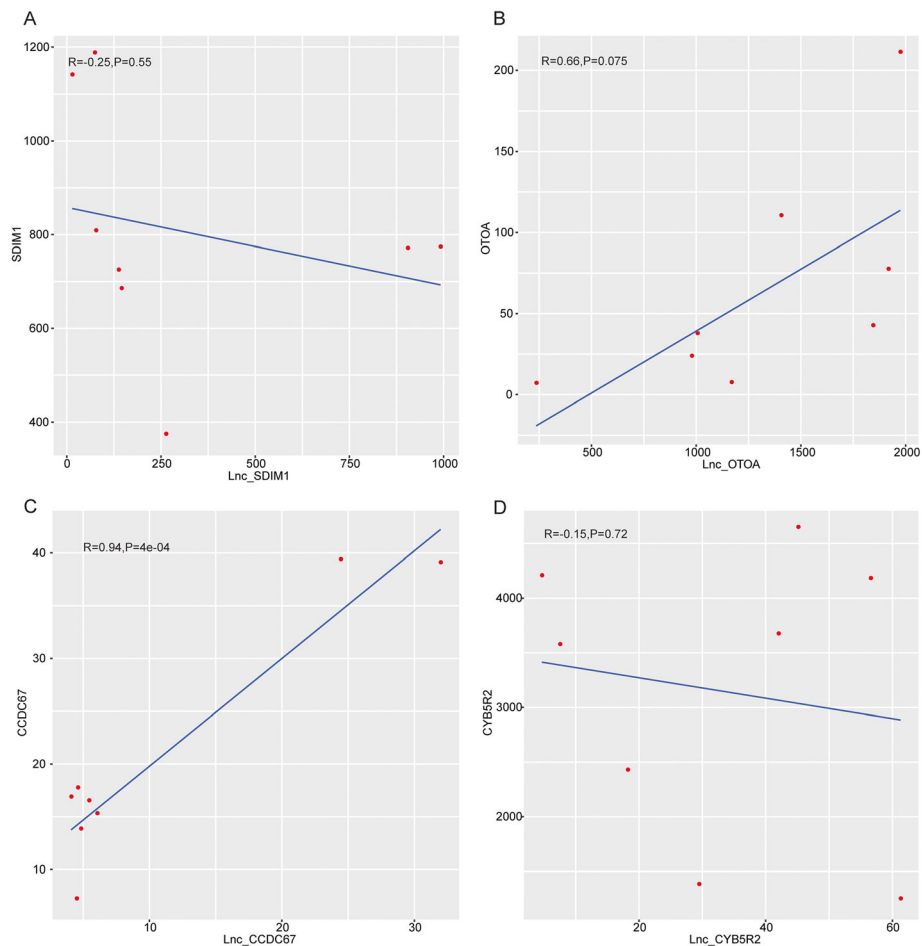 A
R=-0.25,P=0.55
1200
1000
800
600
400
SDIM1
0 250 500 750 1000
Lnc_SDIM1
B
R=0.66,P=0.075
200
150
100
50
0
OTOA
500 1000 1500 2000
Lnc_OTOA
C
R=0.94,P=4e-04
40
30
20
10
CCDC67
10 20 30
Lnc_CCDC67
D
R=-0.15,P=0.72
4000
3000
2000
CYB5R2
20 40 60
Lnc_CYB5R2